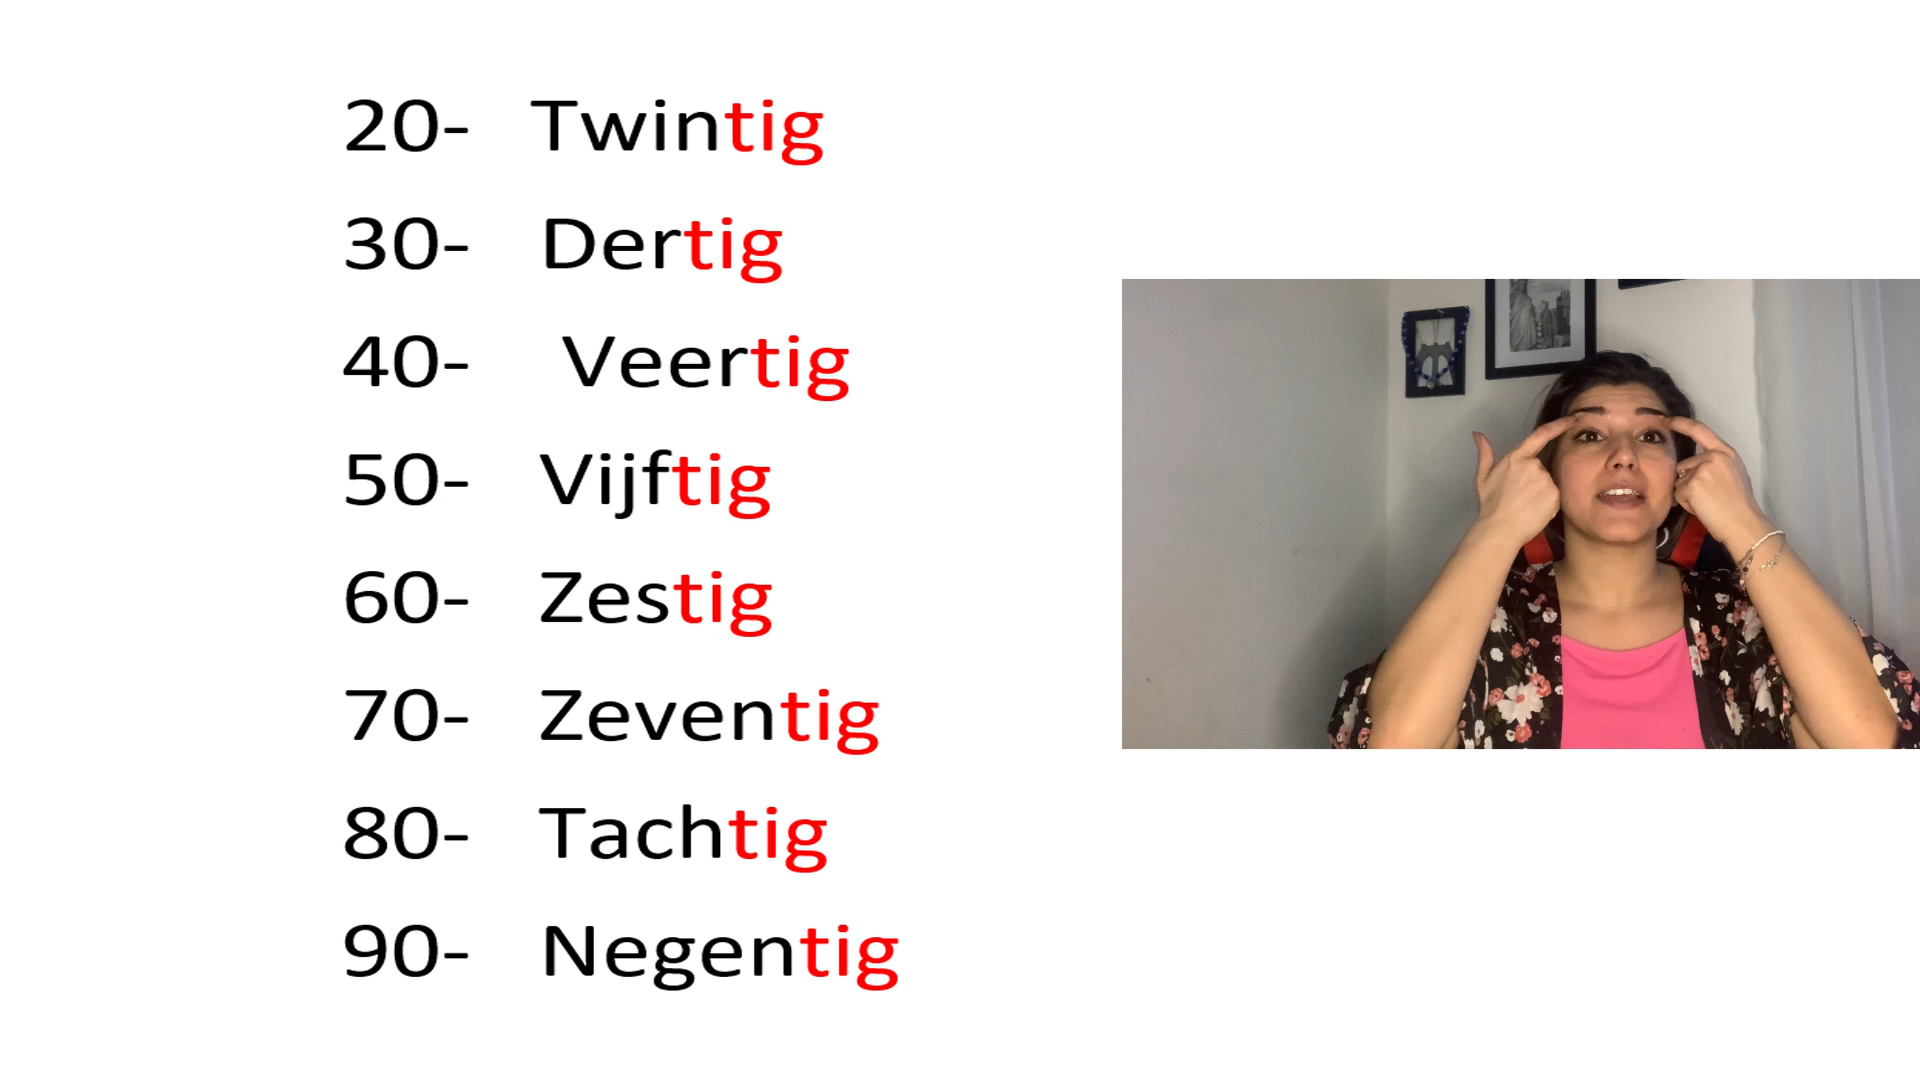 20- Twintig
30- Dertig
40- Veertig
50- Vijftig
60- Zestig
70- Zeventig
80- Tachtig
90- Negentig